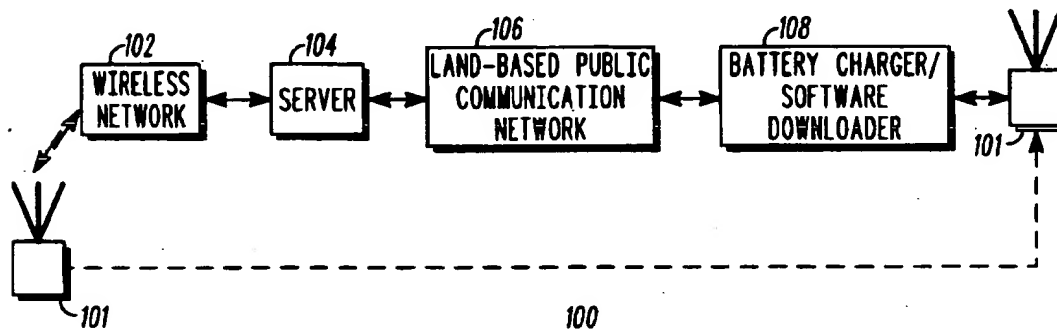 102
WIRELESS
NETWORK
104
SERVER
106
LAND-BASED PUBLIC
COMMUNICATION
NETWORK
108
BATTERY CHARGER/
SOFTWARE
DOWNLOADER
101
101
100